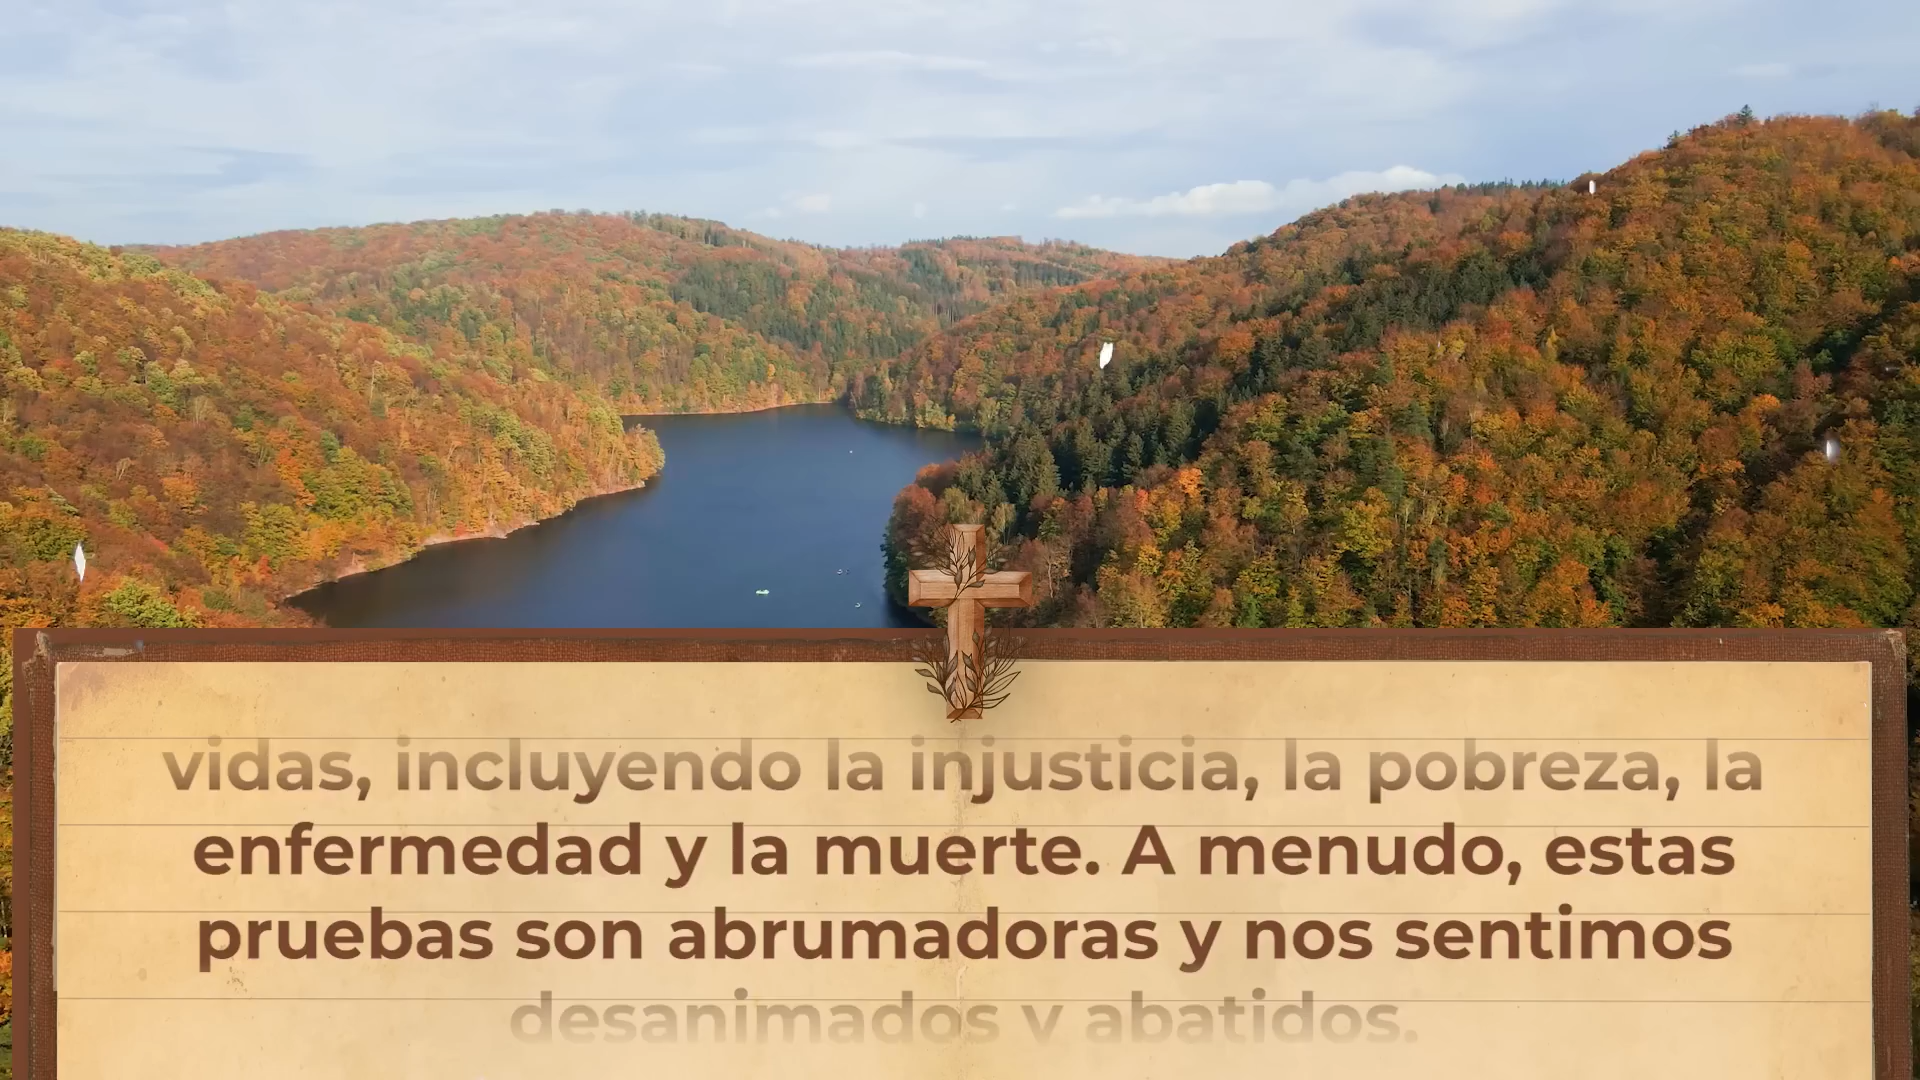 vidas, incluyendo la injusticia, la pobreza, la
enfermedad y la muerte. A menudo, estas
pruebas son abrumadoras y nos sentimos
desanimados y abatidos.